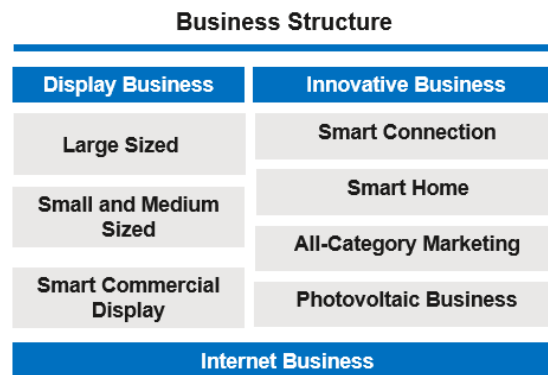 Business Structure
Display Business
Large Sized
Small and Medium
Sized
Smart Commercial
Display
Innovative Business
Smart Connection
Smart Home
All-Category Marketing
Photovoltaic Business
Internet Business